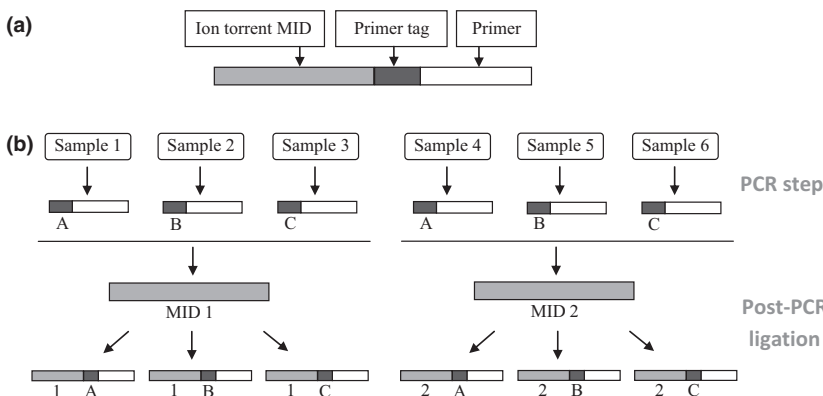 (a)
Ion torrent MID Primer tag Primer
(b)
Sample 1 Sample 2 Sample 3 Sample 4 Sample 5 Sample 6
PCR step
A B C A B C
MID 1 MID 2
Post-PCR
ligation
1 A 1 B 1 C 2 A 2 B 2 C